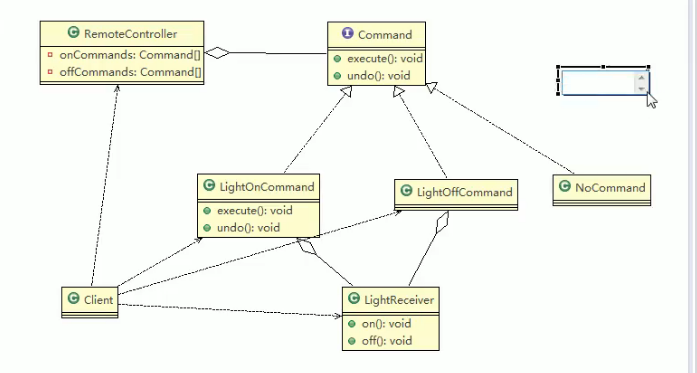 RemoteController
onCommands: Command[]
offCommands: Command[]
Command
execute(): void
undo(): void
LightOnCommand
execute(): void
undo(): void
LightOffCommand
NoCommand
Client
LightReceiver
on(): void
off(): void